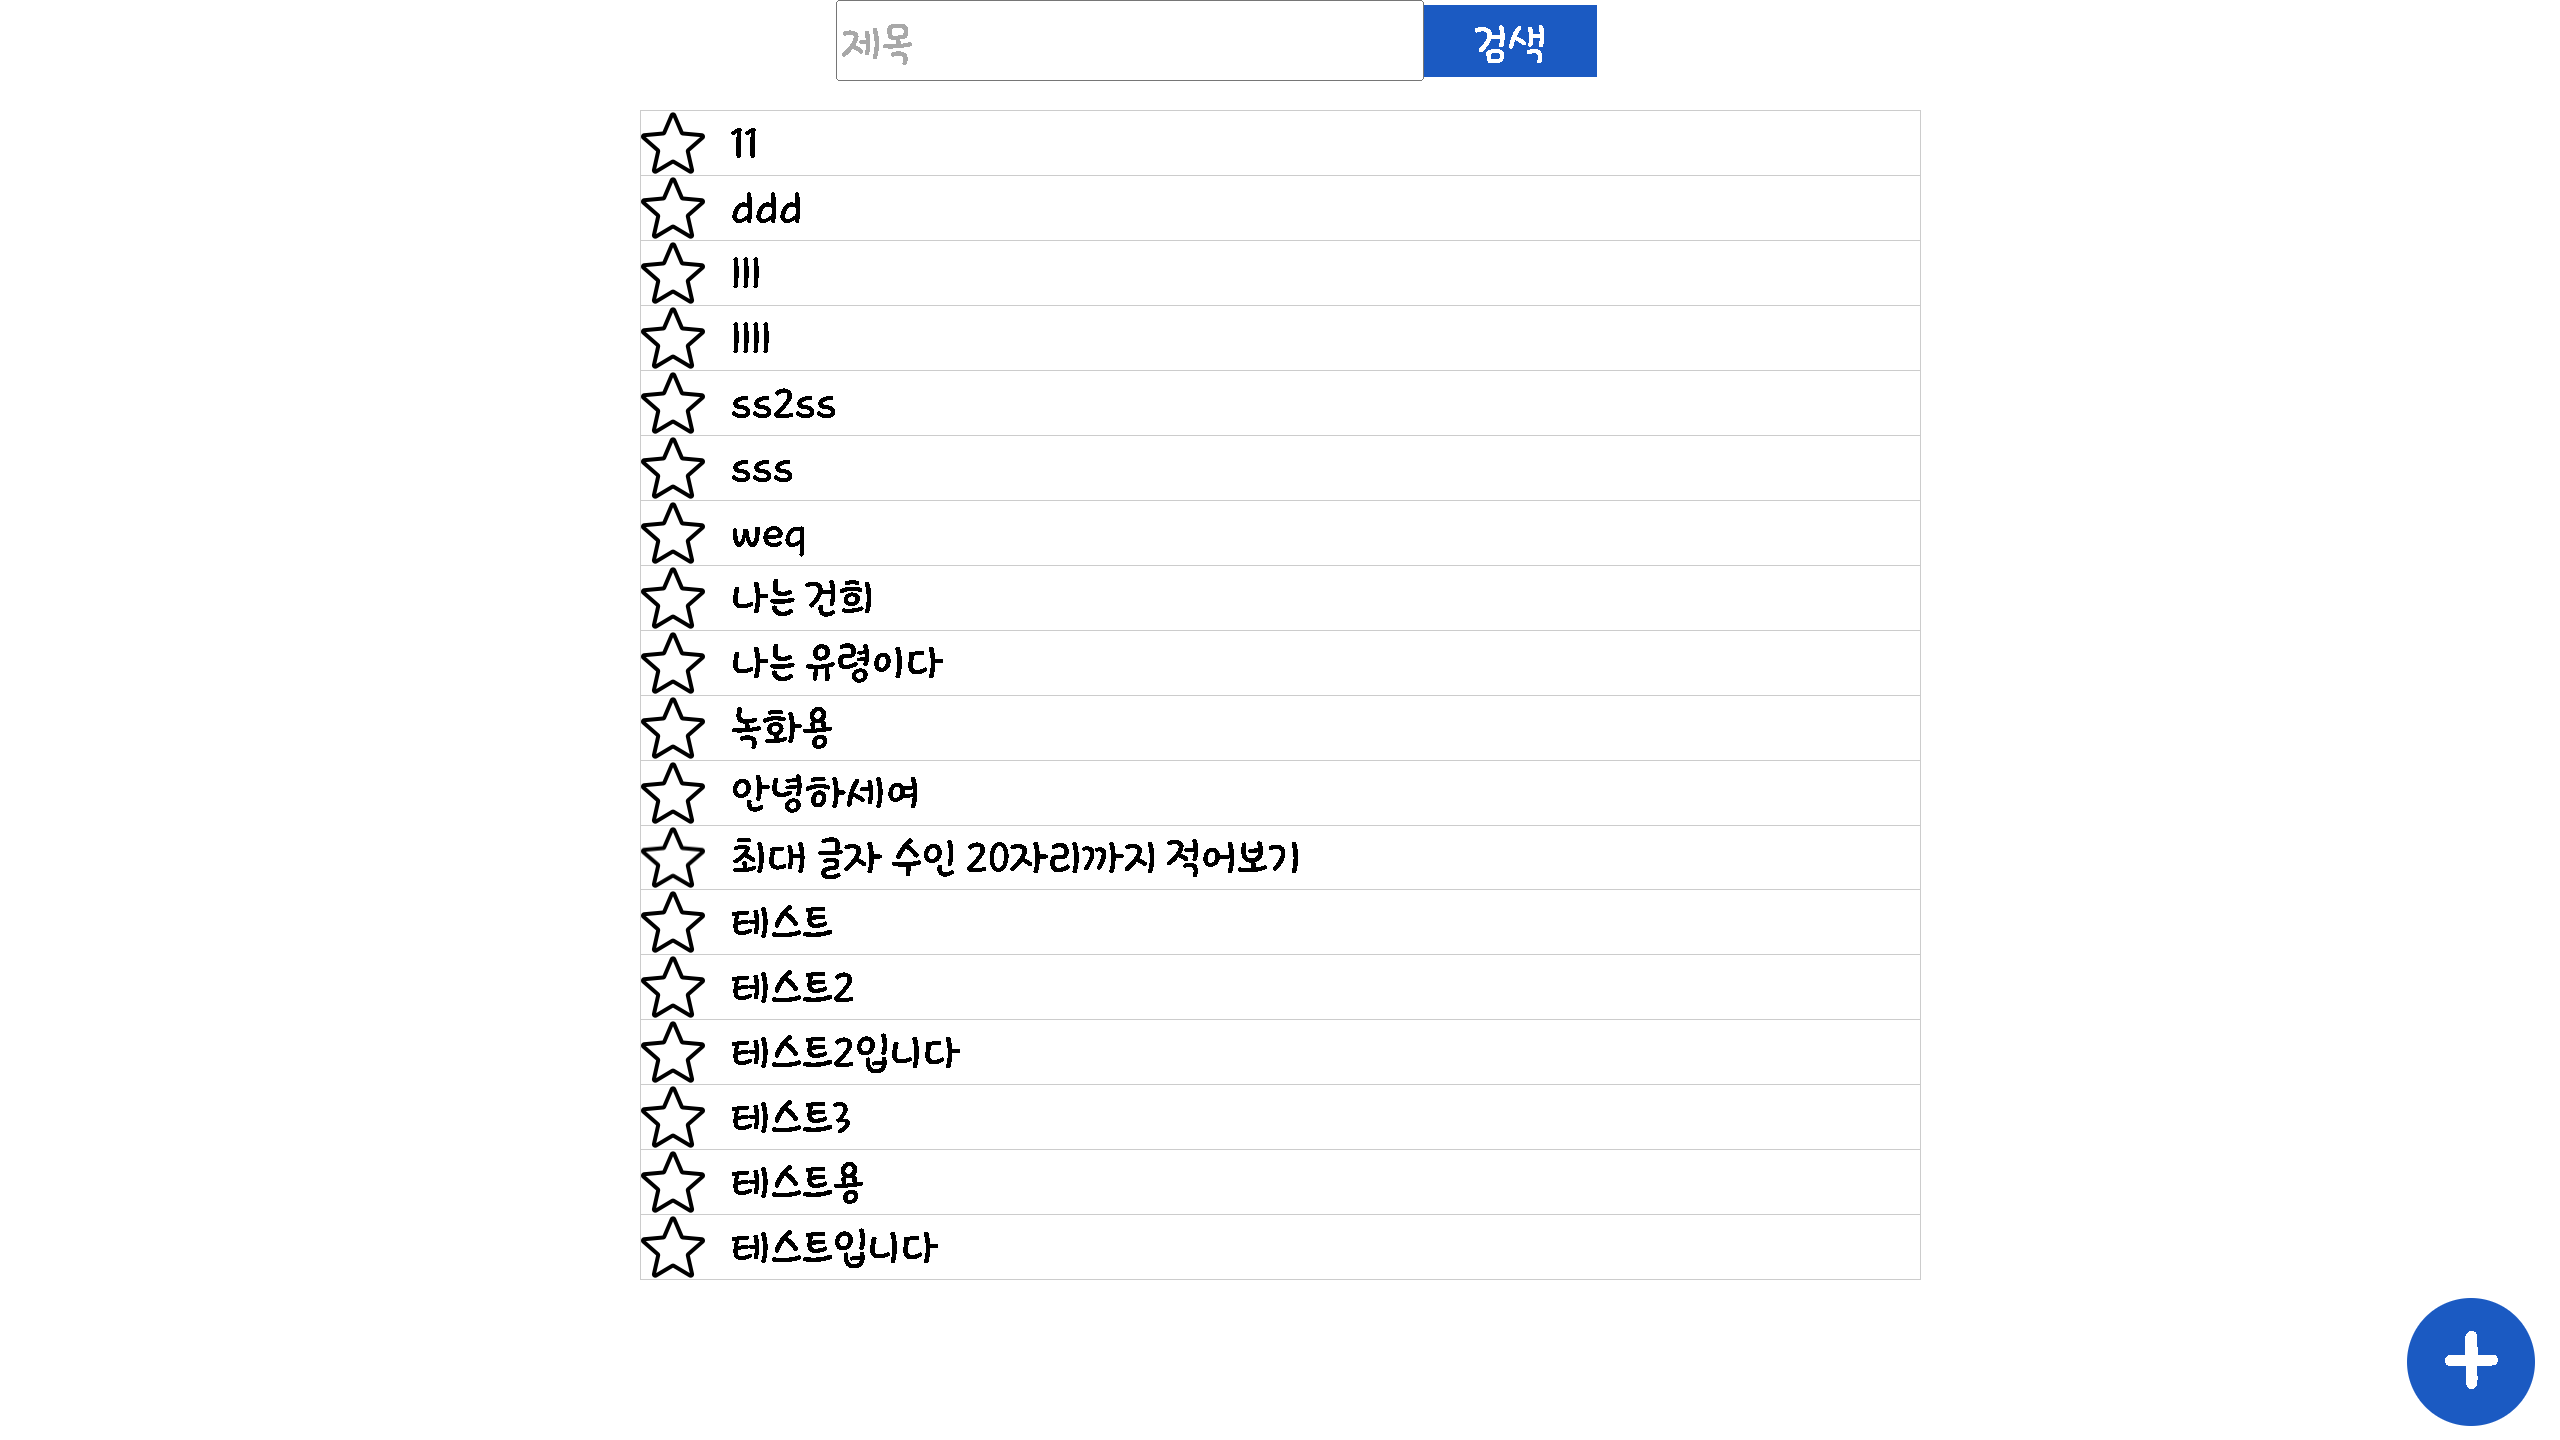 제목
검색
11
ddd
lll
llll
ss2ss
sss
weq
나는 건희
나는 유령이다
녹화용
안녕하세여
최대 글자 수인 20자리까지 적어보기
테스트
테스트2
테스트2입니다
테스트3
테스트용
테스트입니다
+